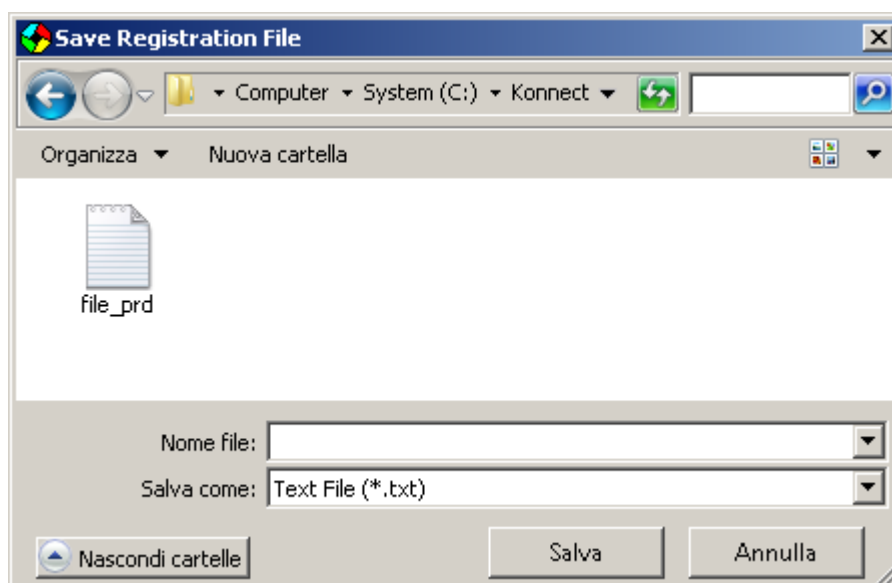 Save Registration File
Computer System (C:) Konnect
Organizza Nuova cartella
file_prd
Nome file:
Salva come: Text File (*.txt)
Nascondi cartelle Salva Annulla